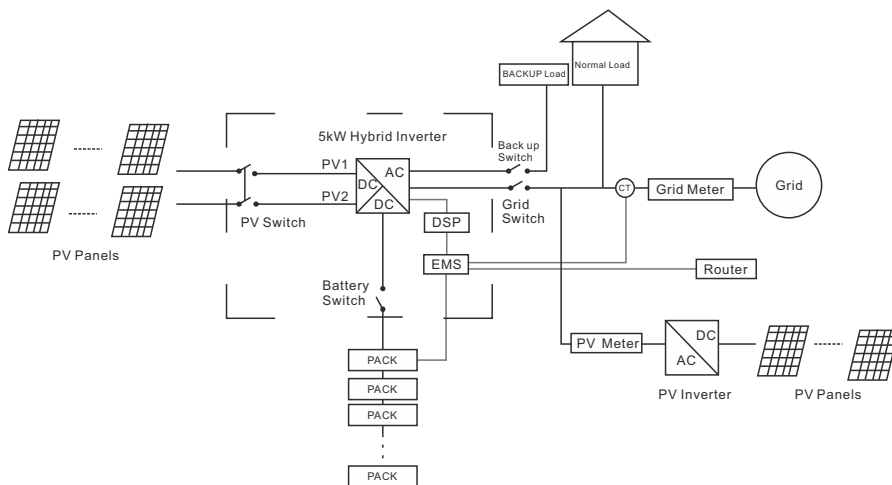 BACKUP Load
Normal Load
5kW Hybrid Inverter
Back up
Switch
PV1
AC
DC
DC
PV2
CT
Grid Meter
Grid
PV Switch
DSP
Grid
Switch
PV Panels
EMS
Router
Battery
Switch
PACK
PACK
PACK
PACK
PV Meter
DC
AC
PV Inverter
PV Panels